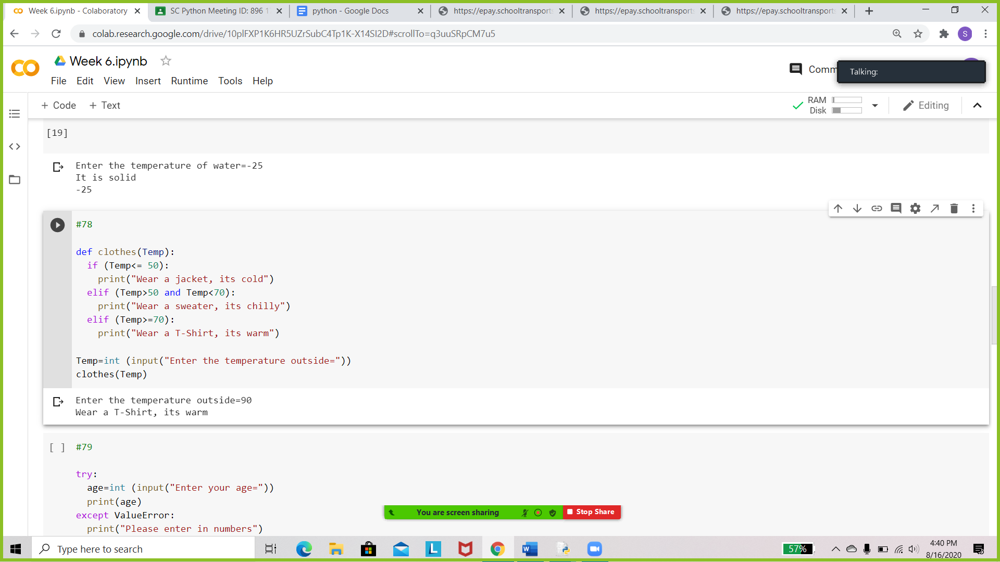 Week 6.ipynb - Colaboratory
SC Python Meeting ID: 896 1
python - Google Docs
https://epay.schooltransport
https://epay.schooltransports
https://epay.schooltransports
colab.research.google.com/drive/10plFXP1K6HR5UZrSubC4Tp1K-X14SI2D#scrollTo=q3uuSRpCM7u5
S
Week 6.ipynb
File Edit View Insert Runtime Tools Help
Comm
Talking:
+ Code + Text
RAM
Disk
Editing
[19]
Enter the temperature of water=-25
It is solid
-25
#78
def clothes(Temp):
if (Temp<= 50):
print("Wear a jacket, its cold")
elif (Temp>50 and Temp<70):
print("Wear a sweater, its chilly")
elif (Temp>=70):
print("Wear a T-Shirt, its warm")
Temp=int (input("Enter the temperature outside="))
clothes(Temp)
Enter the temperature outside=90
Wear a T-Shirt, its warm
[ ] #79
try:
age=int (input("Enter your age="))
print(age)
except ValueError:
print("Please enter in numbers")
You are screen sharing
Stop Share
Type here to search
L
W
57%
4:40 PM
8/16/2020